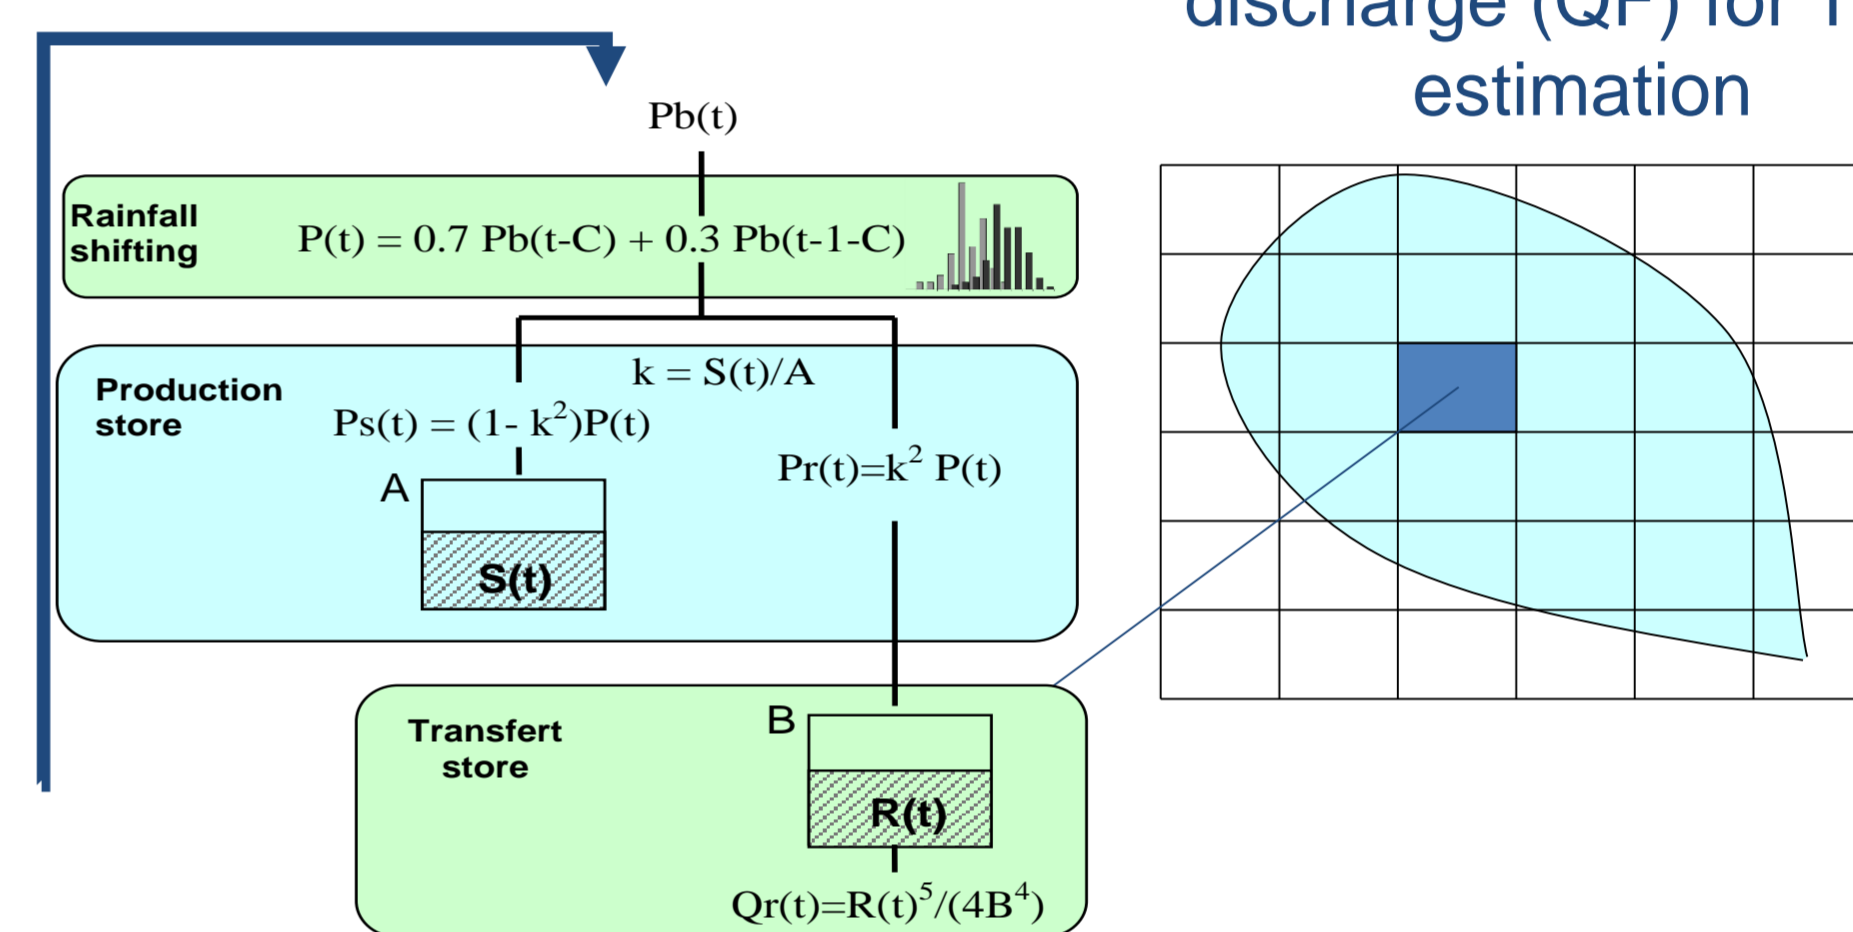 discharge (QF) for
estimation
Pb(t)
Rainfall
shifting
P(t) = 0.7 Pb(t-C) + 0.3 Pb(t-1-C)
Production
store
k = S(t)/A
Ps(t) = (1- k²)P(t)
Pr(t)=k² P(t)
A
S(t)
Transfert
store
B
R(t)
Qr(t)=R(t)⁵/(4B⁴)